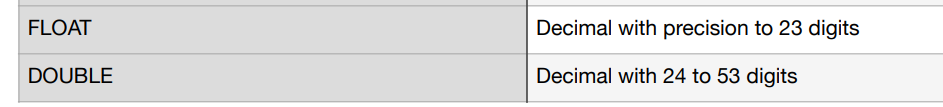 FLOAT Decimal with precision to 23 digits
DOUBLE Decimal with 24 to 53 digits